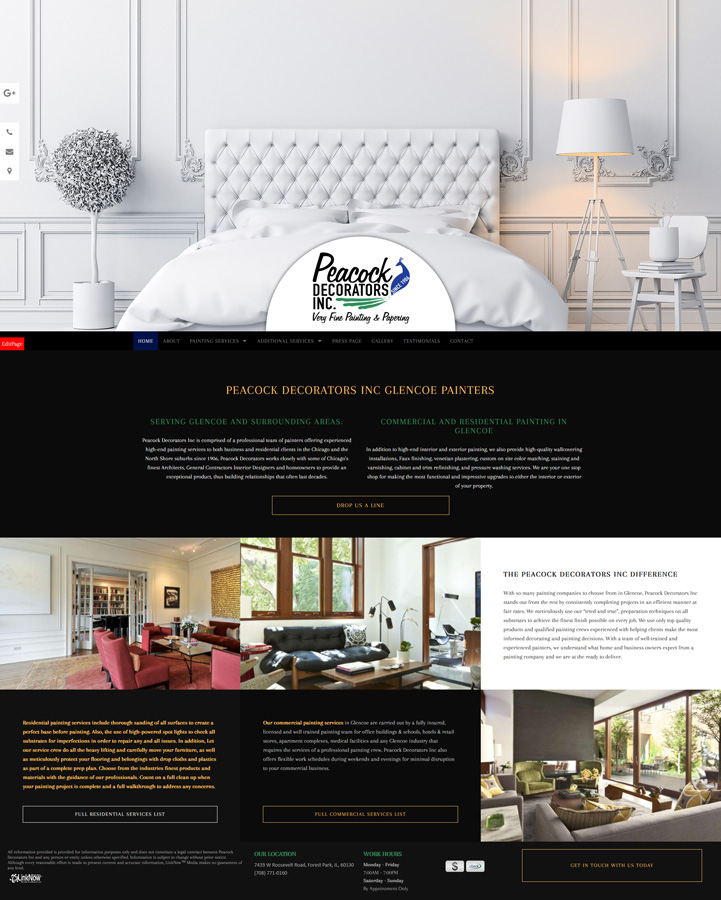 G+
Peacock
DECORATORS
INC.
SINCE 1906
Very Fine Painting & Papering
EditPage
HOME ABOUT PAINTING SERVICES ADDITIONAL SERVICES PRESS PAGE GALLERY TESTIMONIALS CONTACT
PEACOCK DECORATORS INC GLENCOE PAINTERS
SERVING GLENCOE AND SURROUNDING AREAS.
Peacock Decorators Inc is comprised of a professional team of painters offering experienced
high-end painting services to both business and residential clients in the Chicago and the
North Shore suburbs since 1906. Peacock Decorators works closely with some of Chicago's
finest Architects, General Contractors Interior Designers and homeowners to provide an
exceptional product, thus building relationships that often last decades.
COMMERCIAL AND RESIDENTIAL PAINTING IN
GLENCOE
In addition to high-end interior and exterior painting, we also provide high-quality wallcovering
installations, Faux finishing, venetian plastering, custom on site color matching, staining and
varnishing, cabinet and trim refinishing, and pressure washing services. We are your one stop
shop for making the most functional and impressive upgrades to either the interior or exterior
of your property.
DROP US A LINE
THE PEACOCK DECORATORS INC DIFFERENCE
With so many painting companies to choose from in Glencoe, Peacock Decorators Inc
stands out from the rest by consistently completing projects in an efficient manner at
fair rates. We meticulously use our "tried and true", preparation techniques on all
substrates to achieve the finest finish possible on every job. We use only top quality
products and qualified painting crews experienced with helping clients make the most
informed decorating and painting decisions. With a team of well-trained and
experienced painters, we understand what home and business owners expect from a
painting company and we are at the ready to deliver.
Residential painting services include thorough sanding of all surfaces to create a
perfect base before painting. Also, the use of high-powered spot lights to check all
substrates for imperfections in order to repair any and all issues. In addition, Let
our service crew do all the heavy lifting and carefully move your furniture, as well
as meticulously protect your flooring and belongings with drop cloths and plastics
as part of a complete prep plan. Choose from the industries finest products and
materials with the guidance of our professionals. Count on a full clean up when
your painting project is complete and a full walkthrough to address any concerns.
FULL RESIDENTIAL SERVICES LIST
Our commercial painting services in Glencoe are carried out by a fully insured,
licensed and well trained painting team for office buildings & schools, hotels & retail
stores, apartment complexes, medical facilities and any Glencoe industry that
requires the services of a professional painting crew. Peacock Decorators Inc also
offers flexible work schedules during weekends and evenings for minimal disruption
to your commercial business.
FULL COMMERCIAL SERVICES LIST
All information provided is provided for information purposes only and does not constitute a legal contract between Peacock
Decorators Inc and any person or entity unless otherwise specified. Information is subject to change without prior notice.
Although every reasonable effort is made to present current and accurate information, LinkNow™ Media makes no guarantees of
any kind.
LinkNow
OUR LOCATION
7439 W Roosevelt Road, Forest Park, IL, 60130
(708) 771-0160
WORK HOURS
Monday - Friday
7:00AM - 7:00PM
Saturday - Sunday
By Appointment Only
$
GET IN TOUCH WITH US TODAY